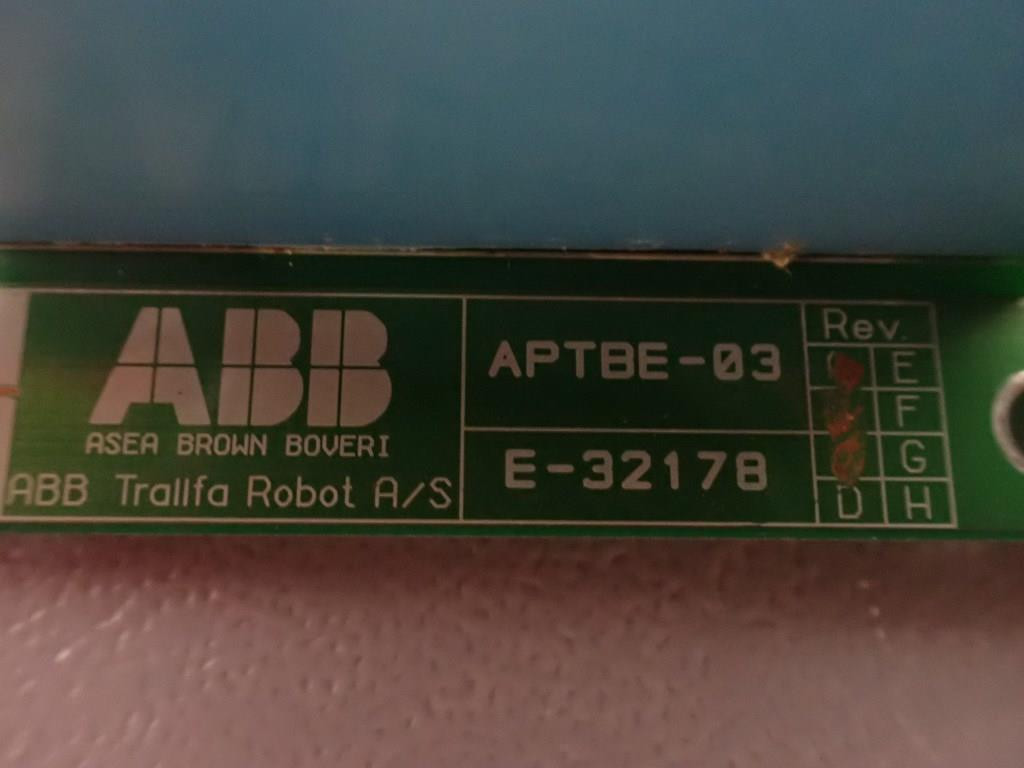 ABB
ASEA BROWN BOVERI
ABB Trallfa Robot A/S
APTBE-03
E-32178
Rev.
E
F
G
D H